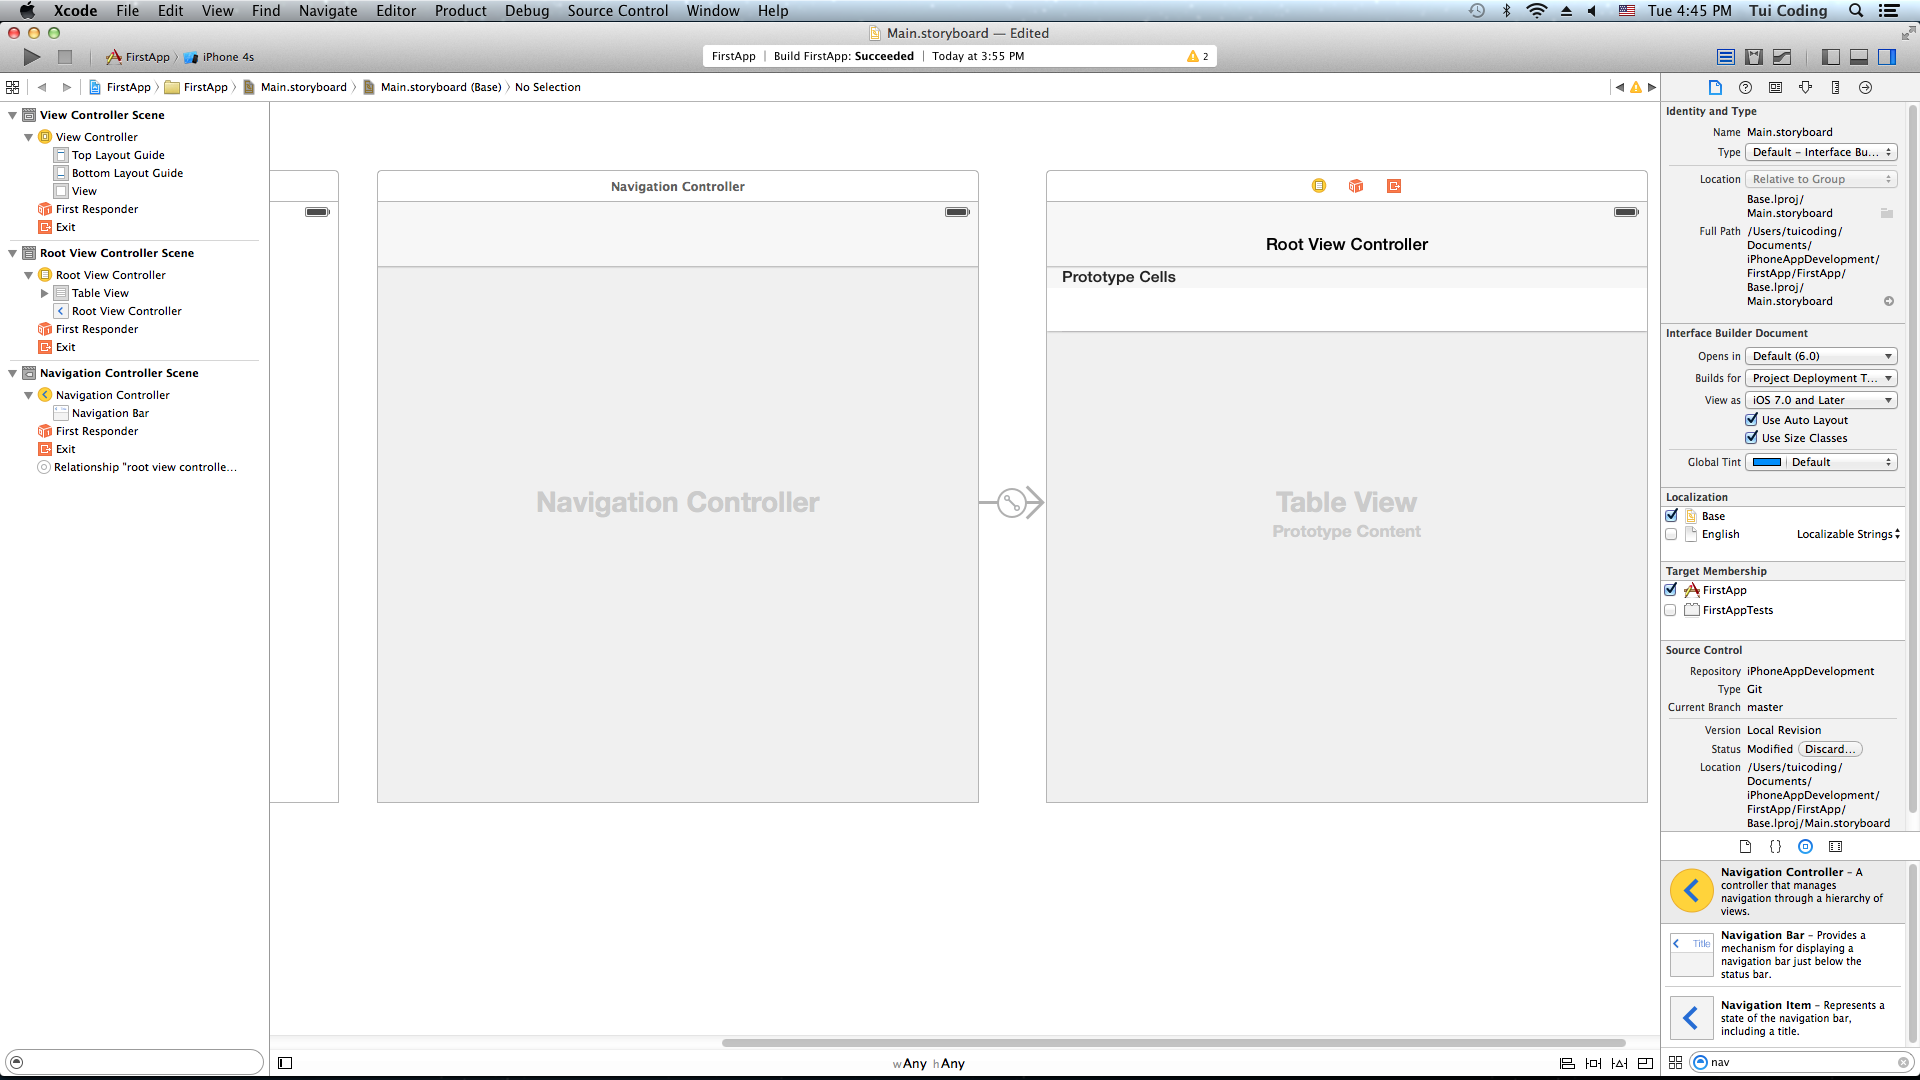 Xcode File Edit View Find Navigate Editor Product Debug Source Control Window Help
Tue 4:45 PM Tui Coding
Main.storyboard — Edited
FirstApp iPhone 4s
FirstApp Build FirstApp: Succeeded Today at 3:55 PM 2
FirstApp FirstApp Main.storyboard Main.storyboard (Base) No Selection
View Controller Scene
View Controller
Top Layout Guide
Bottom Layout Guide
View
First Responder
Exit
Root View Controller Scene
Root View Controller
Table View
Root View Controller
First Responder
Exit
Navigation Controller Scene
Navigation Controller
Navigation Bar
First Responder
Exit
Relationship "root view controlle...
Navigation Controller
Navigation Controller
Root View Controller
Prototype Cells
Table View
Prototype Content
wAny hAny
Identity and Type
Name Main.storyboard
Type Default - Interface Bu...
Location Relative to Group
Base.lproj/
Main.storyboard
Full Path /Users/tuicoding/
Documents/
iPhoneAppDevelopment/
FirstApp/FirstApp/
Base.lproj/
Main.storyboard
Interface Builder Document
Opens in Default (6.0)
Builds for Project Deployment T...
View as iOS 7.0 and Later
Use Auto Layout
Use Size Classes
Global Tint Default
Localization
Base
English Localizable Strings
Target Membership
FirstApp
FirstAppTests
Source Control
Repository iPhoneAppDevelopment
Type Git
Current Branch master
Version Local Revision
Status Modified Discard...
Location /Users/tuicoding/
Documents/
iPhoneAppDevelopment/
FirstApp/FirstApp/
Base.lproj/Main.storyboard
{}
Navigation Controller - A
controller that manages
navigation through a hierarchy of
views.
Title
Navigation Bar - Provides a
mechanism for displaying a
navigation bar just below the
status bar.
Navigation Item - Represents a
state of the navigation bar,
including a title.
nav